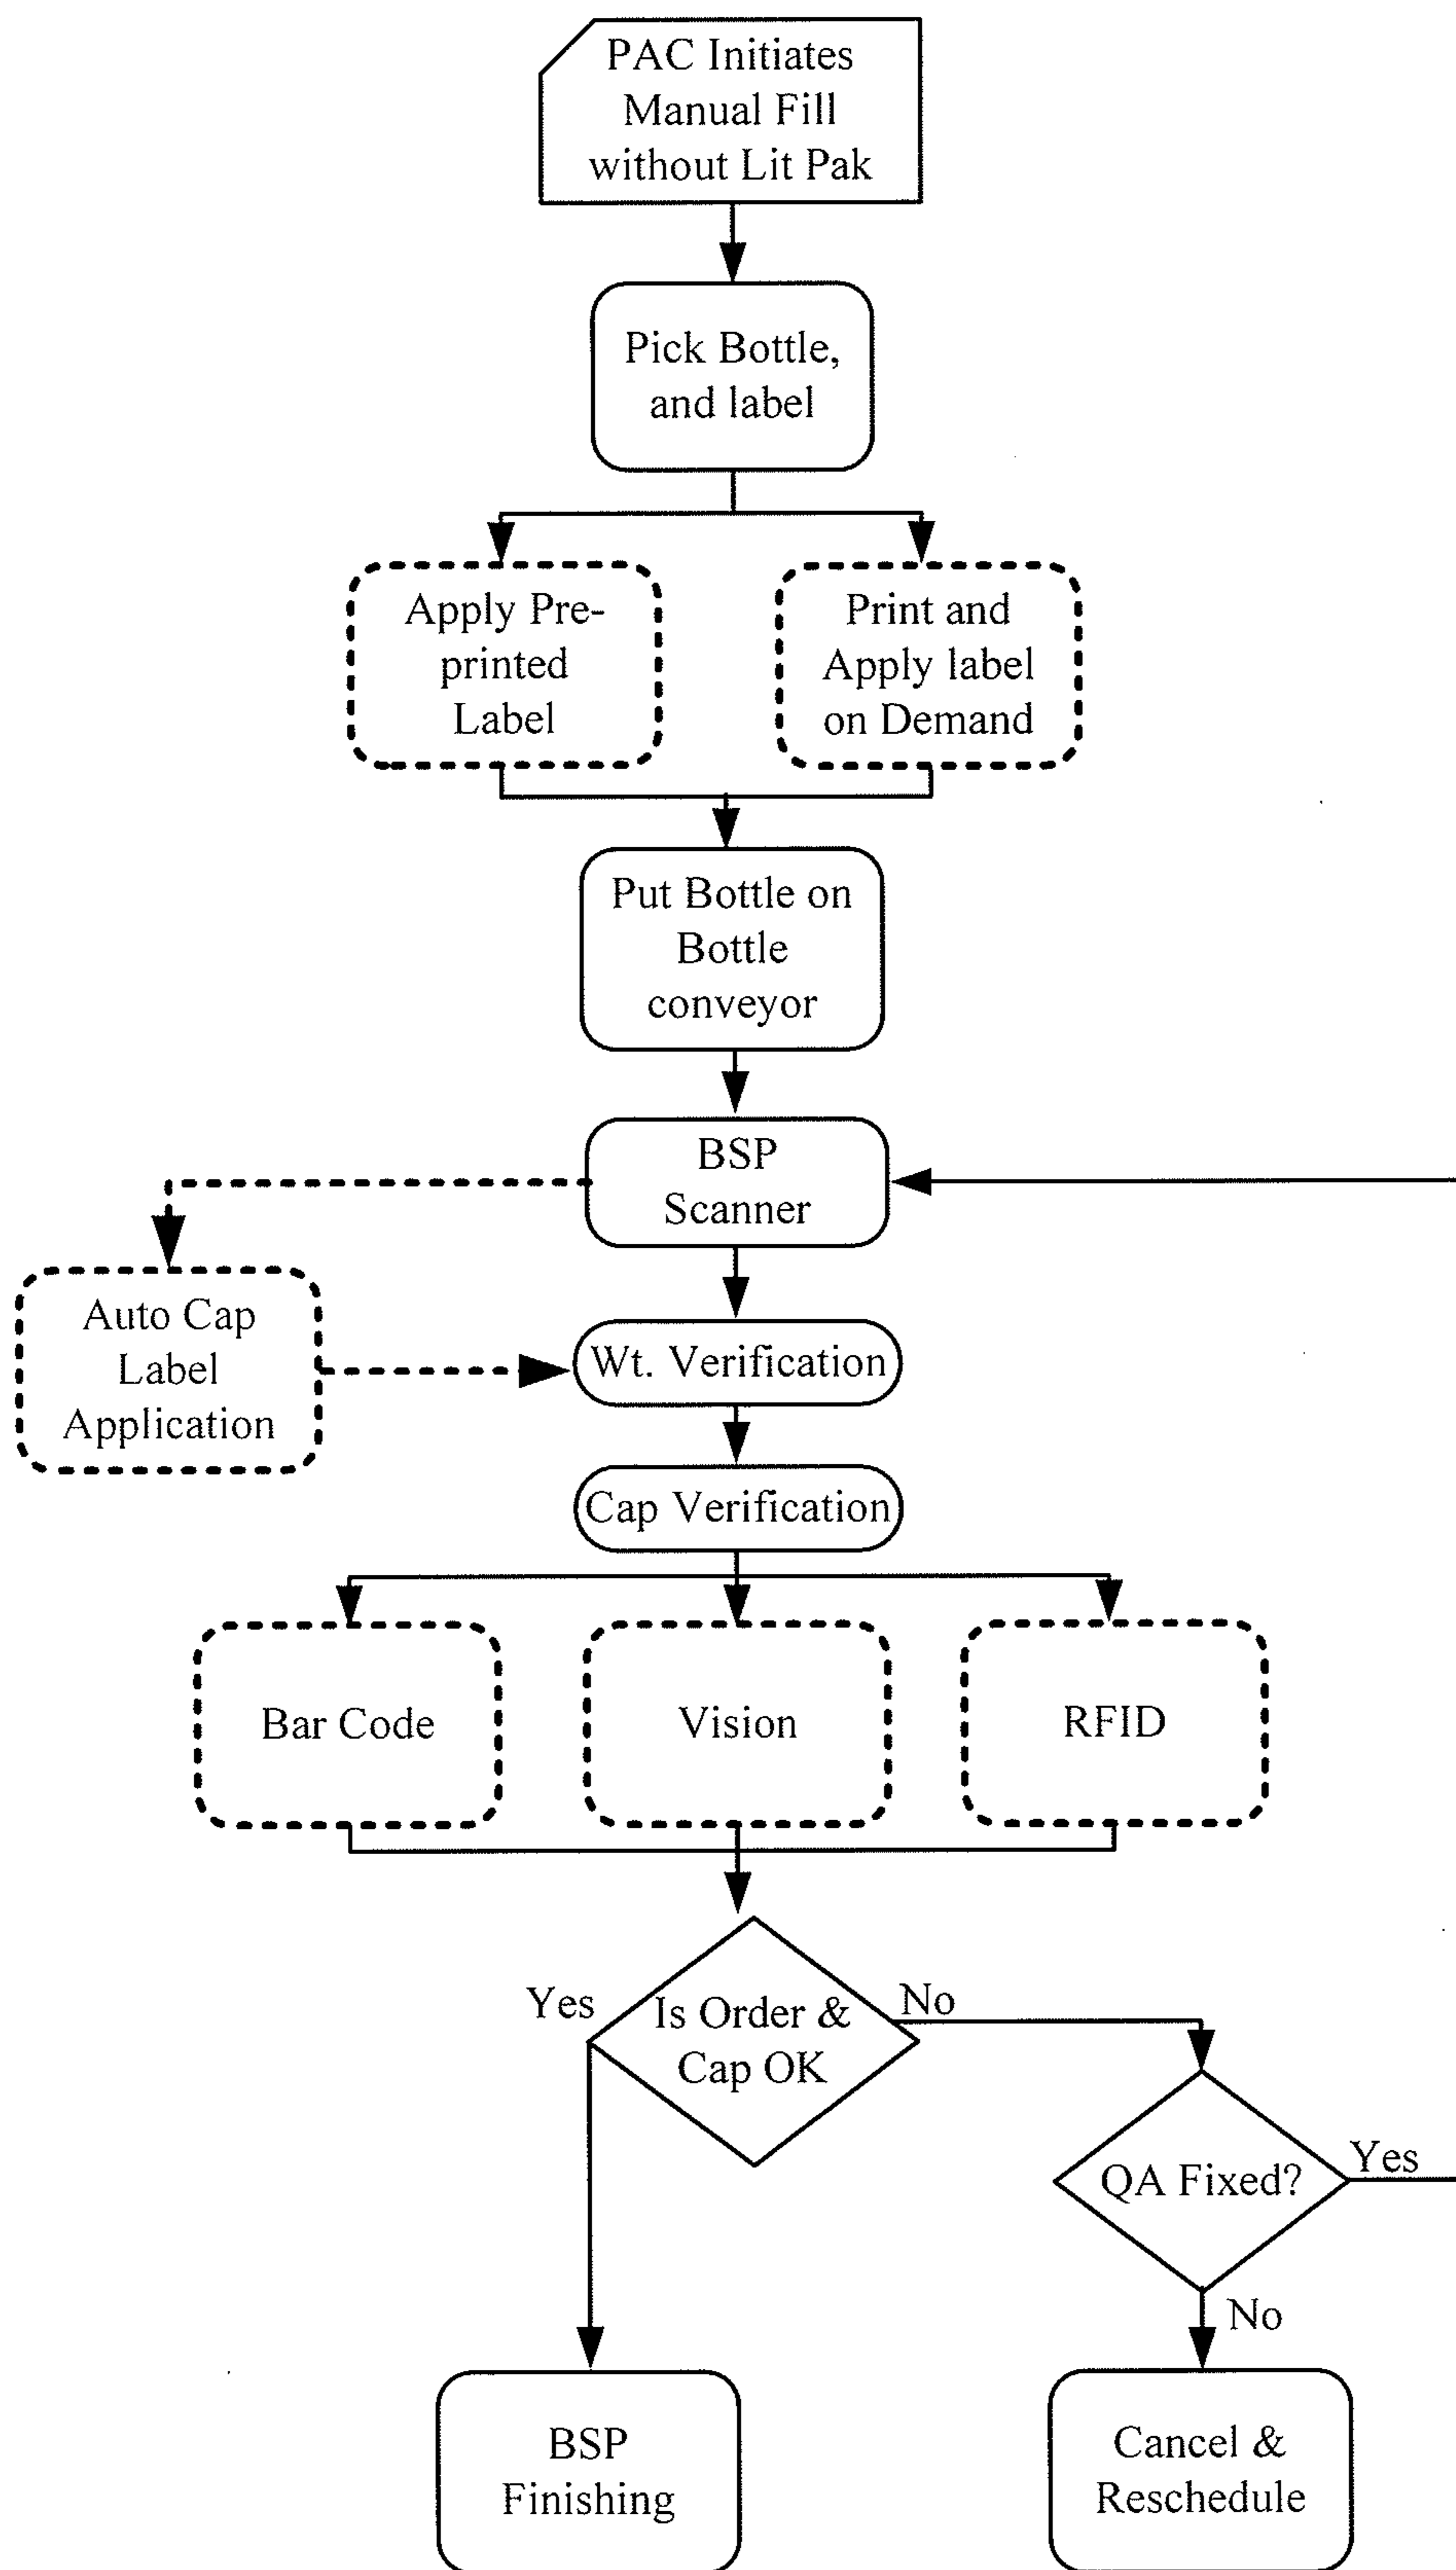 PAC Initiates
Manual Fill
without Lit Pak
Pick Bottle,
and label
Apply Pre-
printed
Label
Print and
Apply label
on Demand
Put Bottle on
Bottle
conveyor
BSP
Scanner
Auto Cap
Label
Application
Wt. Verification
Cap Verification
Bar Code
Vision
RFID
Yes
Is Order &
Cap OK
No
QA Fixed?
Yes
No
BSP
Finishing
Cancel &
Reschedule